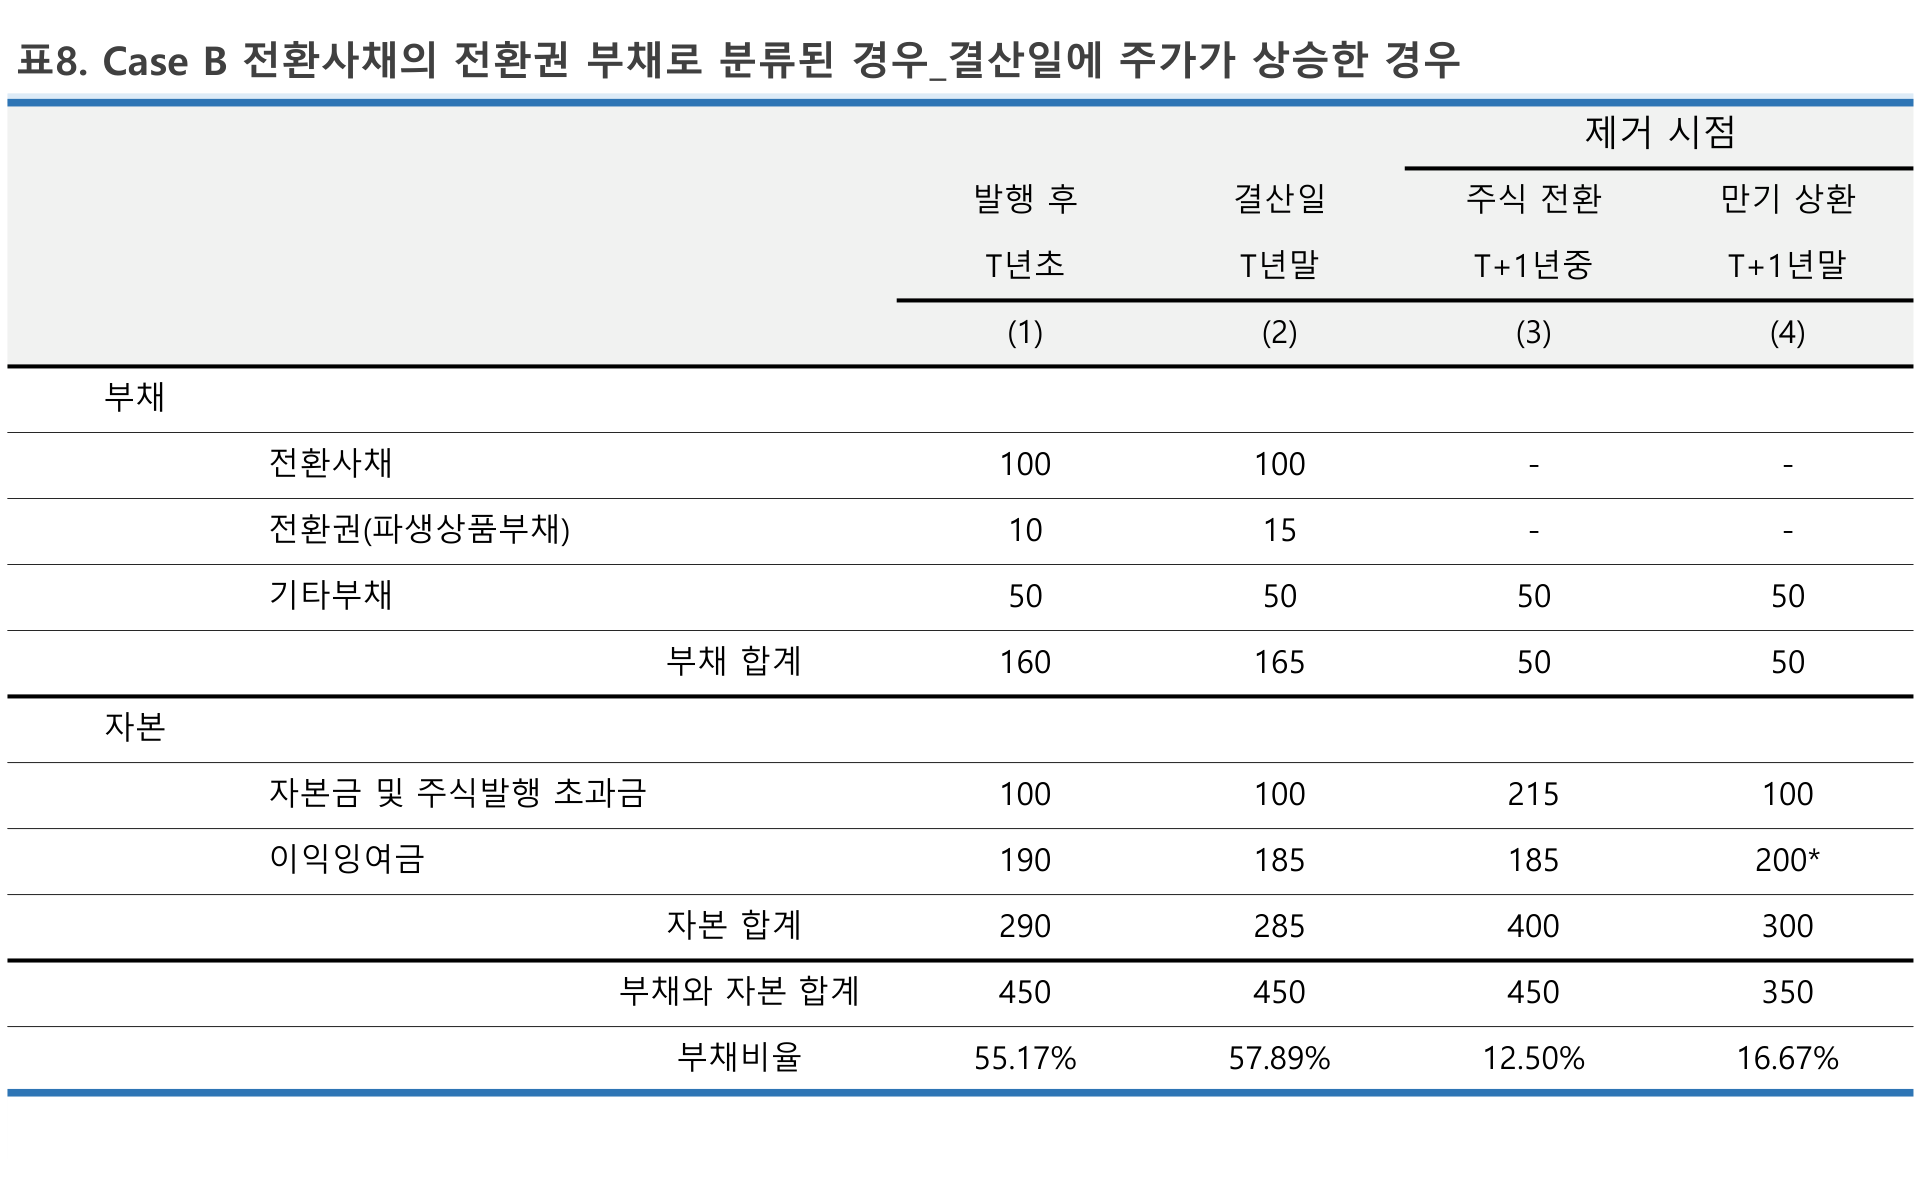 표8. Case B 전환사채의 전환권 부채로 분류된 경우_결산일에 주가가 상승한 경우
제거 시점
발행 후 결산일 주식 전환 만기 상환
T년초 T년말 T+1년중 T+1년말
(1) (2) (3) (4)
부채
전환사채 100 100 - -
전환권(파생상품부채) 10 15 - -
기타부채 50 50 50 50
부채 합계 160 165 50 50
자본
자본금 및 주식발행 초과금 100 100 215 100
이익잉여금 190 185 185 200*
자본 합계 290 285 400 300
부채와 자본 합계 450 450 450 350
부채비율 55.17% 57.89% 12.50% 16.67%